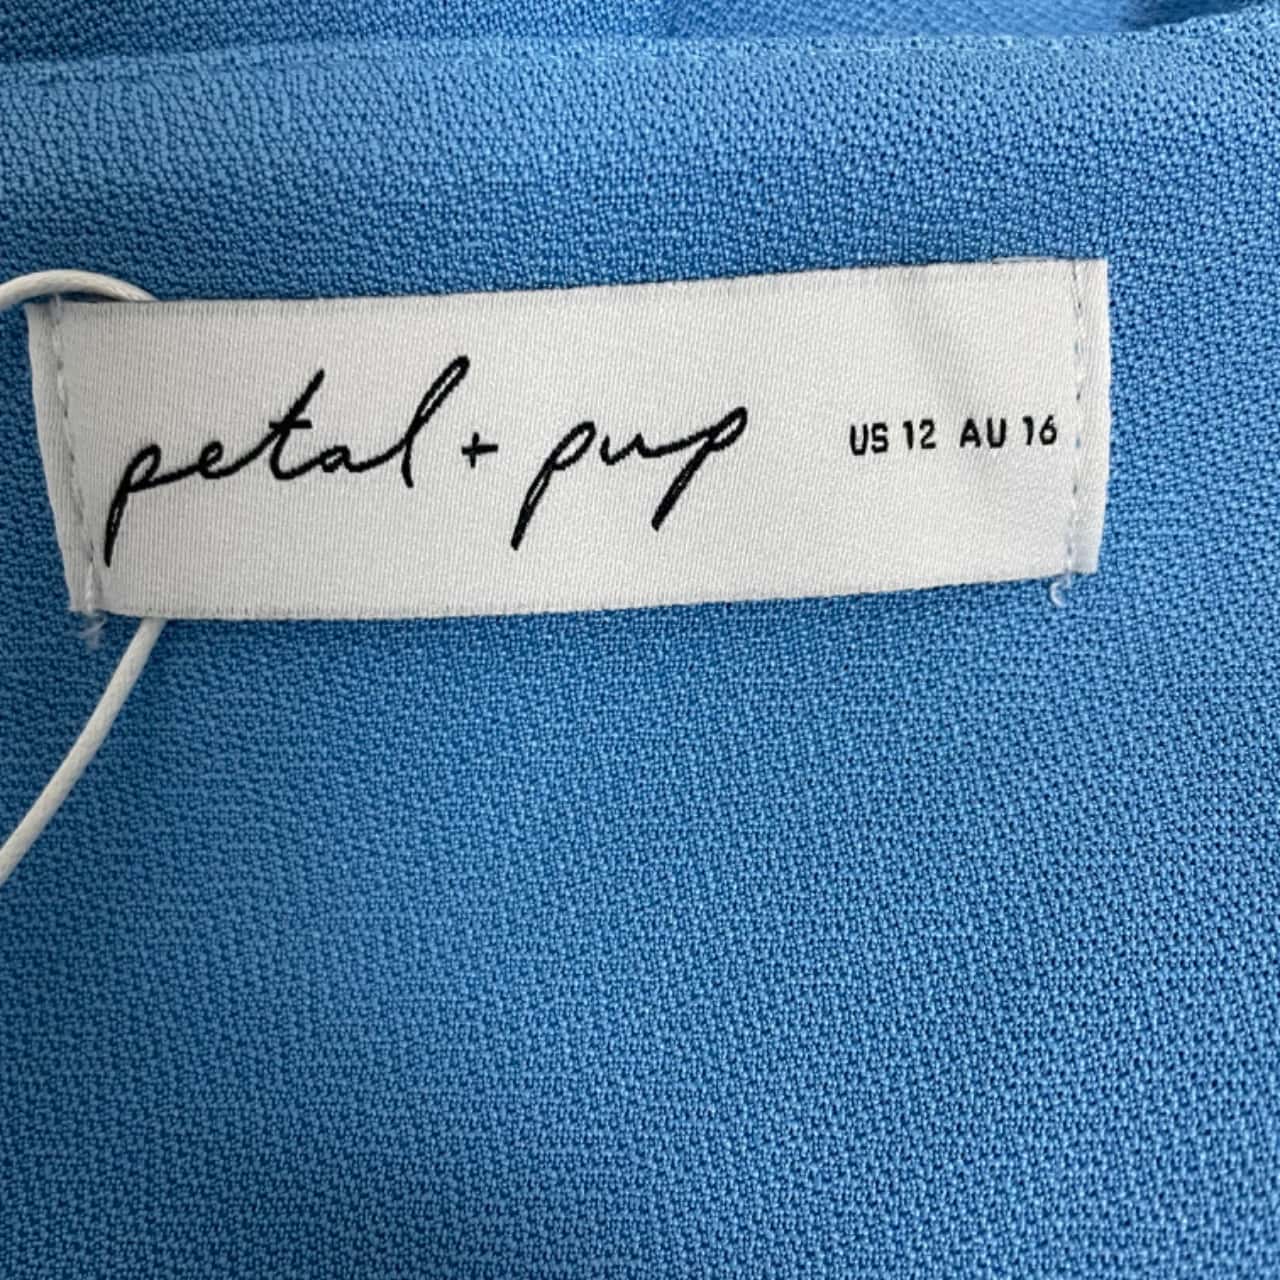 petal + pup US 12 AU 16